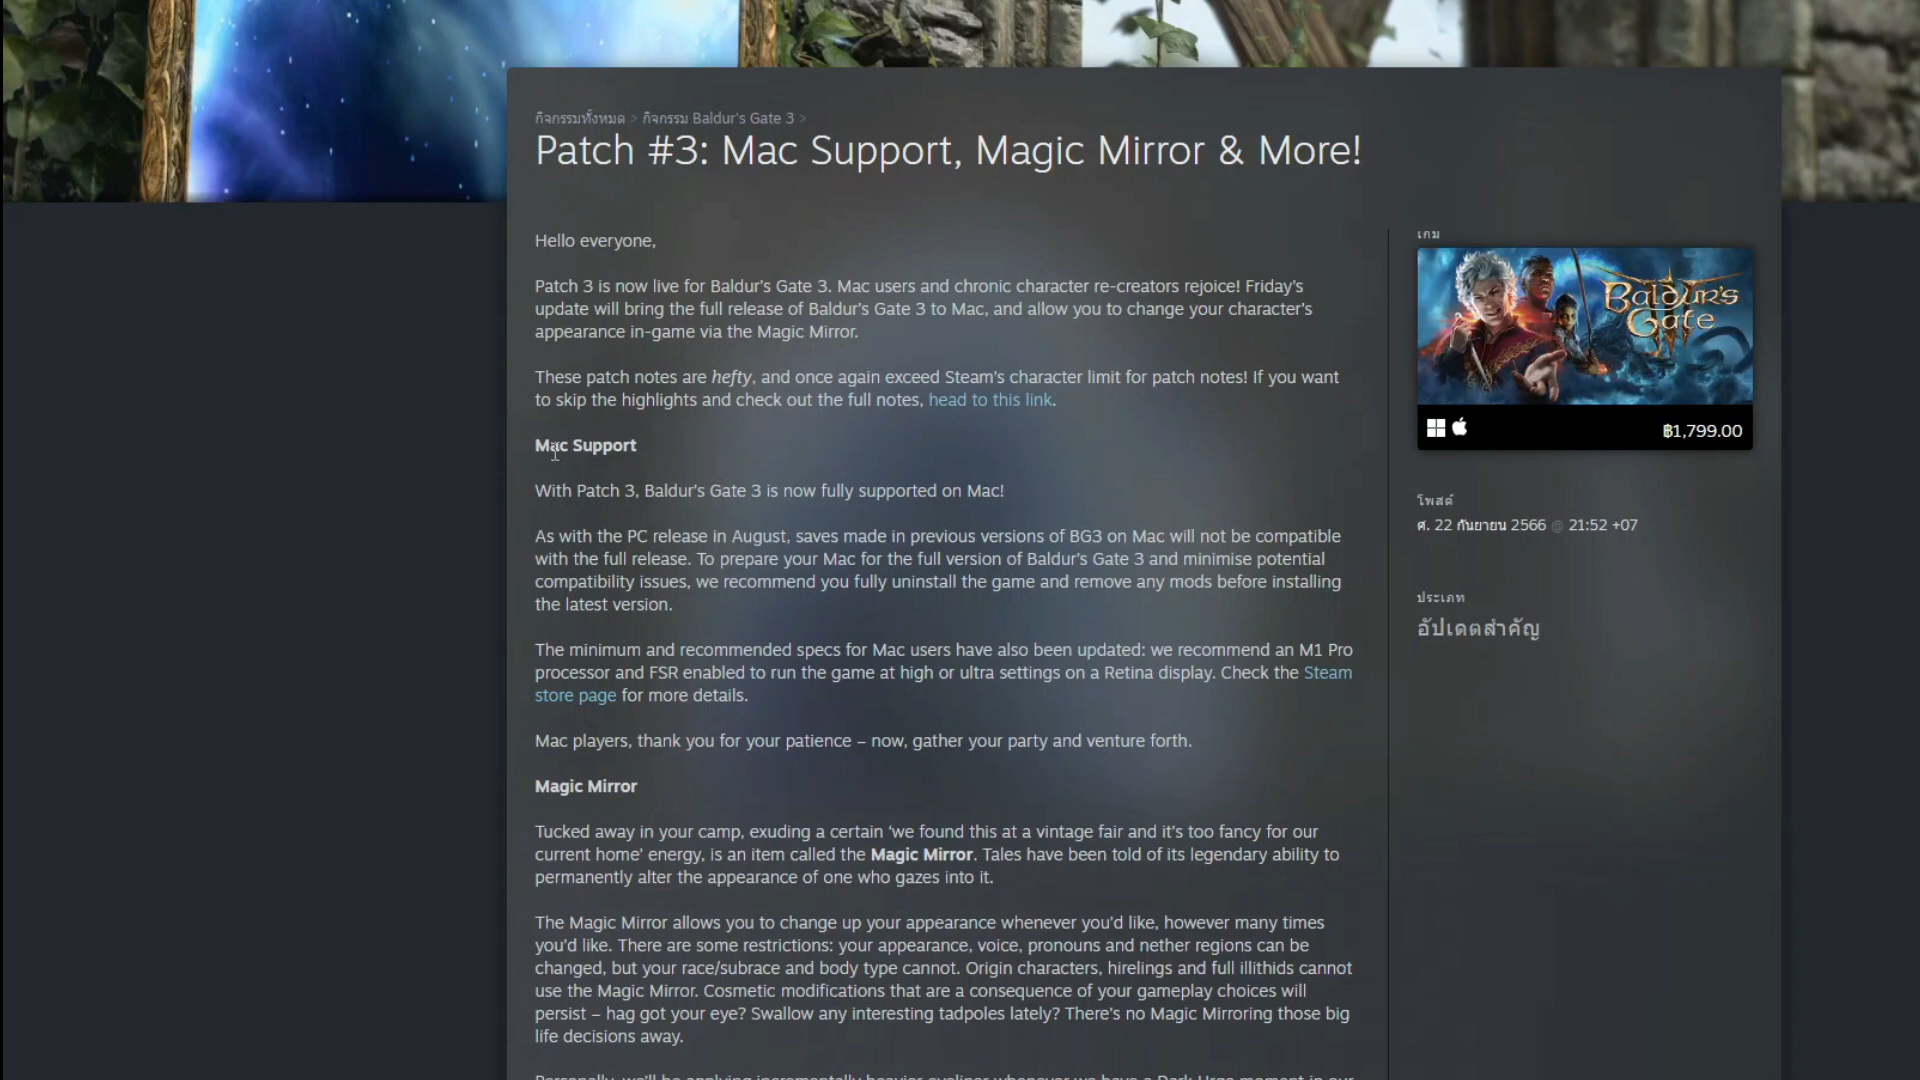 กิจกรรมทั้งหมด > กิจกรรม Baldur's Gate 3 >
Patch #3: Mac Support, Magic Mirror & More!
Hello everyone,
Patch 3 is now live for Baldur's Gate 3. Mac users and chronic character re-creators rejoice! Friday's
update will bring the full release of Baldur's Gate 3 to Mac, and allow you to change your character's
appearance in-game via the Magic Mirror.
These patch notes are hefty, and once again exceed Steam's character limit for patch notes! If you want
to skip the highlights and check out the full notes, head to this link.
Mac Support
With Patch 3, Baldur's Gate 3 is now fully supported on Mac!
As with the PC release in August, saves made in previous versions of BG3 on Mac will not be compatible
with the full release. To prepare your Mac for the full version of Baldur's Gate 3 and minimise potential
compatibility issues, we recommend you fully uninstall the game and remove any mods before installing
the latest version.
The minimum and recommended specs for Mac users have also been updated: we recommend an M1 Pro
processor and FSR enabled to run the game at high or ultra settings on a Retina display. Check the Steam
store page for more details.
Mac players, thank you for your patience – now, gather your party and venture forth.
Magic Mirror
Tucked away in your camp, exuding a certain ‘we found this at a vintage fair and it's too fancy for our
current home’ energy, is an item called the Magic Mirror. Tales have been told of its legendary ability to
permanently alter the appearance of one who gazes into it.
The Magic Mirror allows you to change up your appearance whenever you'd like, however many times
you'd like. There are some restrictions: your appearance, voice, pronouns and nether regions can be
changed, but your race/subrace and body type cannot. Origin characters, hirelings and full illithids cannot
use the Magic Mirror. Cosmetic modifications that are a consequence of your gameplay choices will
persist – hag got your eye? Swallow any interesting tadpoles lately? There's no Magic Mirroring those big
life decisions away.
Personally, we'll be applying incrementally heavier eyeliner whenever we have a Dark Urge moment in our
เกม
Baldur's
Gate
฿1,799.00
โพสต์
ศ. 22 กันยายน 2566 @ 21:52 +07
ประเภท
อัปเดตสำคัญ